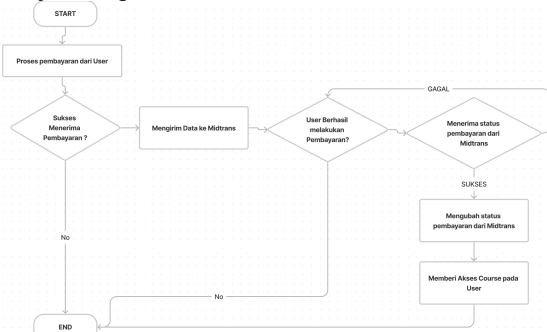 START
Proses pembayaran dari User
Sukses
Menerima
Pembayaran ?
Mengirim Data ke Midtrans
User Berhasil
melakukan
Pembayaran?
GAGAL
Menerima status
pembayaran dari
Midtrans
SUKSES
Mengubah status
pembayaran dari Midtrans
Memberi Akses Course pada
User
No
No
END